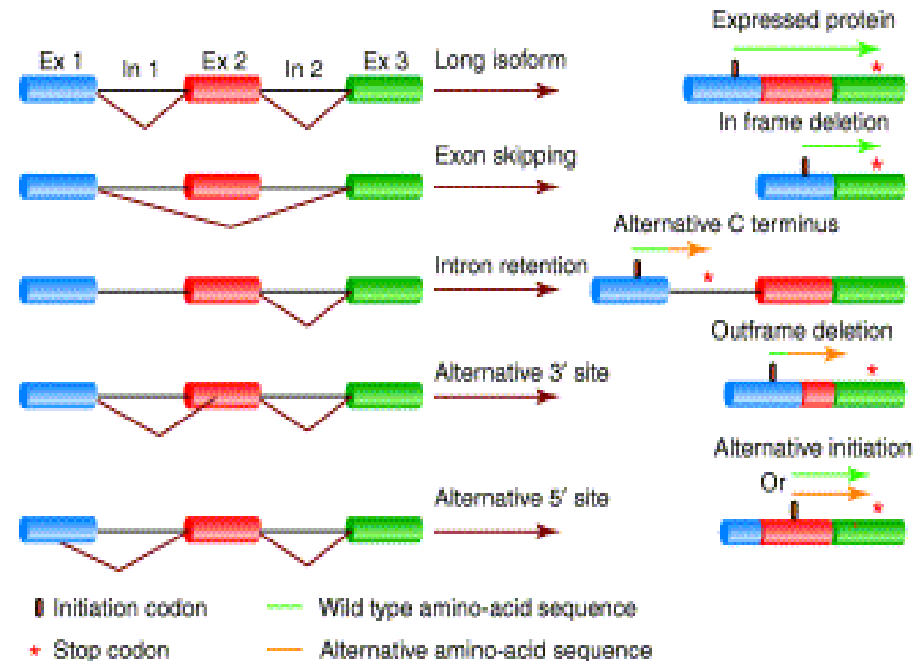 Expressed protein
Ex 1 In 1 Ex 2 In 2 Ex 3
Long isoform
In frame deletion
Exon skipping
Alternative C terminus
Intron retention
Outframe deletion
Alternative 3′ site
Alternative initiation
Or
Alternative 5′ site
Initiation codon
Wild type amino-acid sequence
* Stop codon
Alternative amino-acid sequence